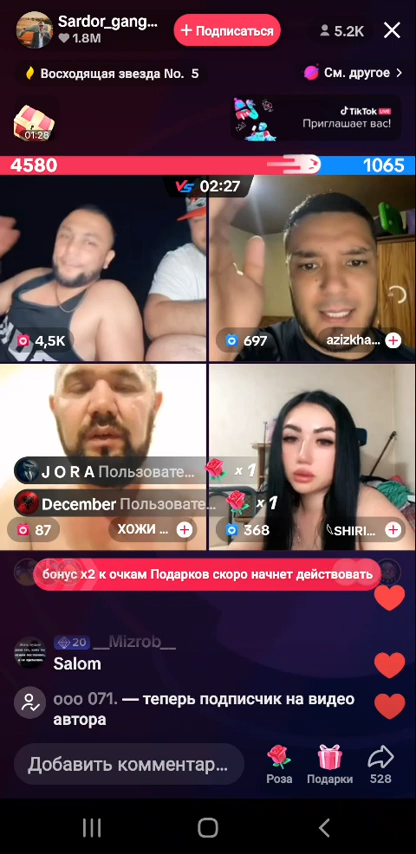 Sardor_gang...
1.8M
+ Подписаться
5.2K
Восходящая звезда No. 5
См. другое >
01:28
TikTok LIVE
Приглашает вас!
4580
1065
VS 02:27
4,5K
697
azizkha...
J O R A Пользовате...
x 1
December Пользовате...
x 1
87
ХОЖИ ...
368
SHIRI...
бонус x2 к очкам Подарков скоро начнет действовать
20 __Mizrob__
Salom
ооо 071. — теперь подписчик на видео
автора
Добавить комментар...
Роза
Подарки
528